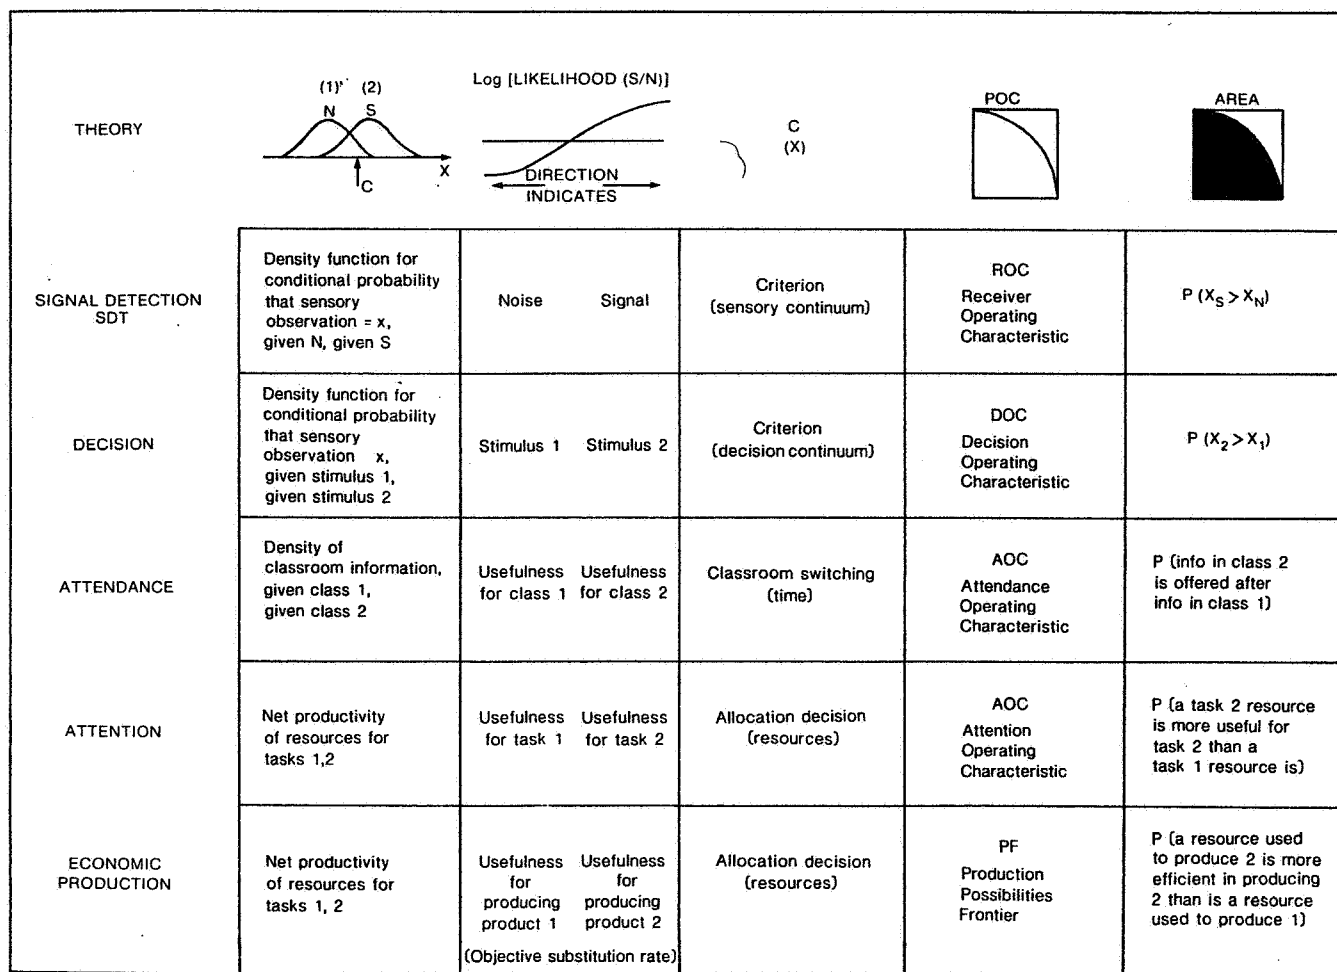 THEORY
(1)' (2)
N S
X
C
Log [LIKELIHOOD (S/N)]
DIRECTION
INDICATES
C
(X)
POC
AREA
SIGNAL DETECTION
SDT
Density function for
conditional probability
that sensory
observation = x,
given N, given S
Noise Signal
Criterion
(sensory continuum)
ROC
Receiver
Operating
Characteristic
P (X_S > X_N)
DECISION
Density function for
conditional probability
that sensory
observation x,
given stimulus 1,
given stimulus 2
Stimulus 1 Stimulus 2
Criterion
(decision continuum)
DOC
Decision
Operating
Characteristic
P (X_2 > X_1)
ATTENDANCE
Density of
classroom information,
given class 1,
given class 2
Usefulness Usefulness
for class 1 for class 2
Classroom switching
(time)
AOC
Attendance
Operating
Characteristic
P (info in class 2
is offered after
info in class 1)
ATTENTION
Net productivity
of resources for
tasks 1,2
Usefulness Usefulness
for task 1 for task 2
Allocation decision
(resources)
AOC
Attention
Operating
Characteristic
P (a task 2 resource
is more useful for
task 2 than a
task 1 resource is)
ECONOMIC
PRODUCTION
Net productivity
of resources for
tasks 1, 2
Usefulness Usefulness
for for
producing producing
product 1 product 2
(Objective substitution rate)
Allocation decision
(resources)
PF
Production
Possibilities
Frontier
P (a resource used
to produce 2 is more
efficient in producing
2 than is a resource
used to produce 1)